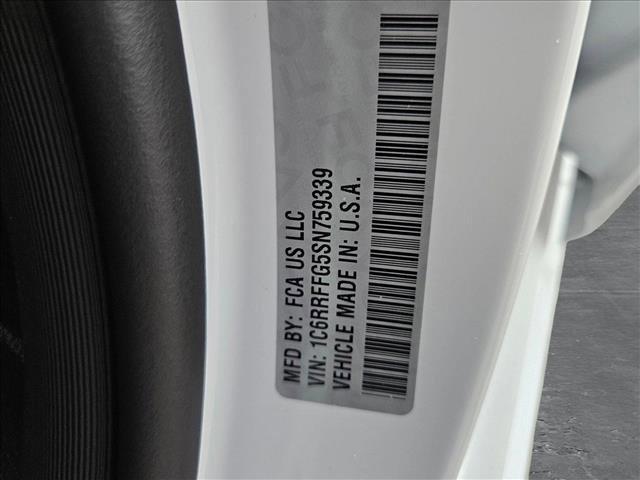 MFD BY: FCA US LLC
VIN: 1C6RRFFG5SN759339
VEHICLE MADE IN: U.S.A.